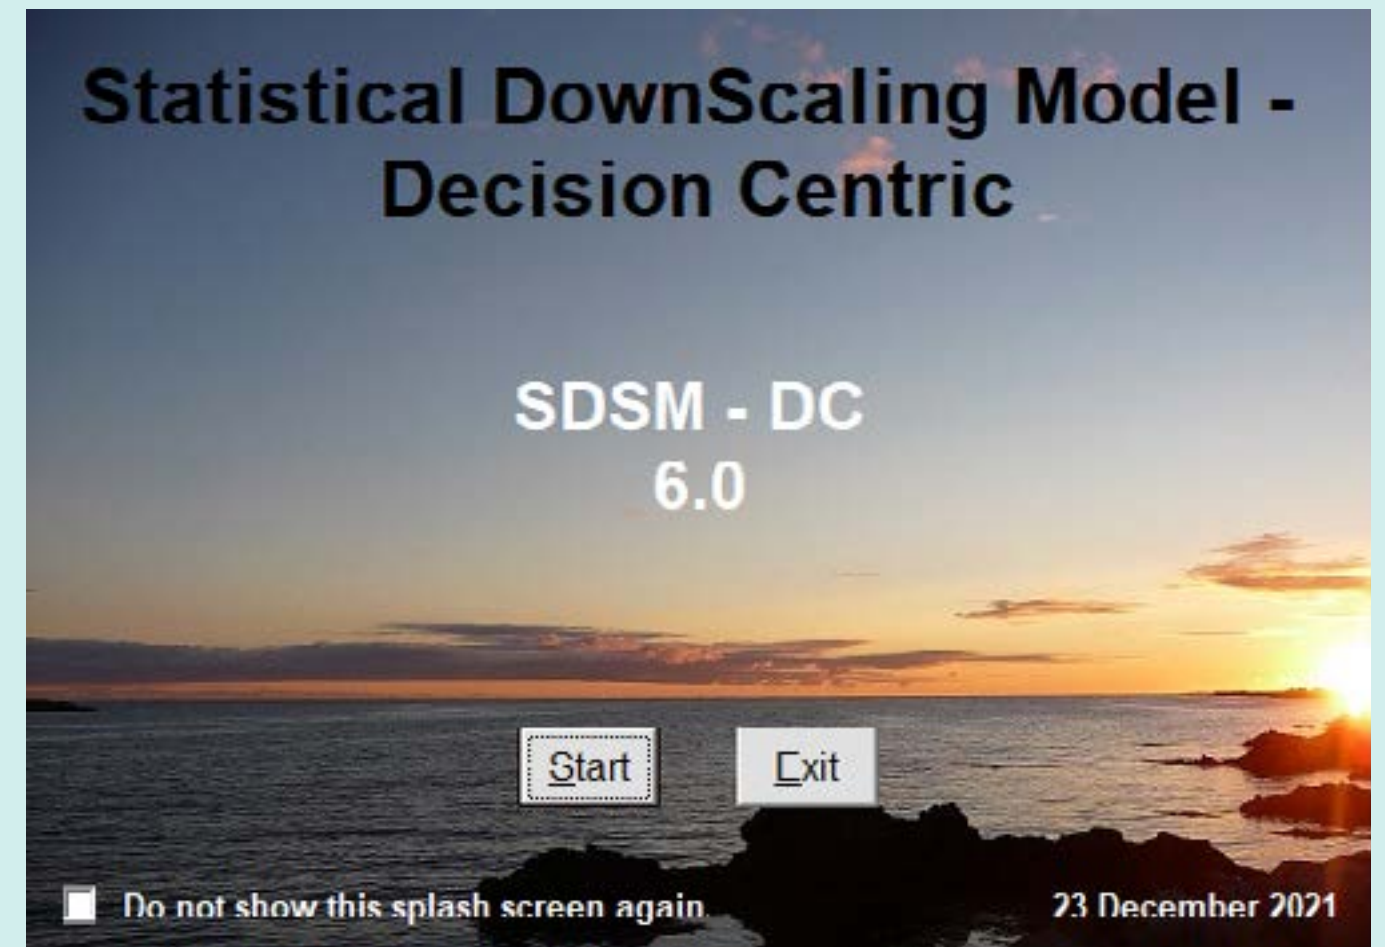 Statistical DownScaling Model -
Decision Centric
SDSM - DC
6.0
Start
Exit
Do not show this splash screen again.
23 December 2021